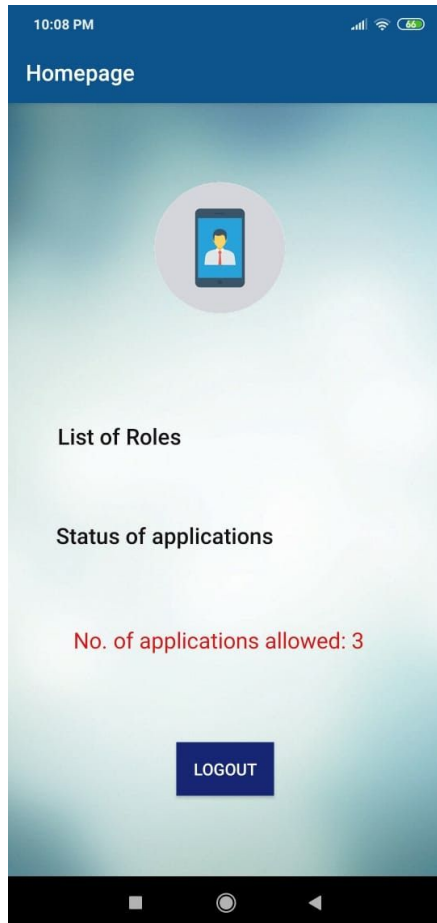 10:08 PM
66
Homepage
List of Roles
Status of applications
No. of applications allowed: 3
LOGOUT